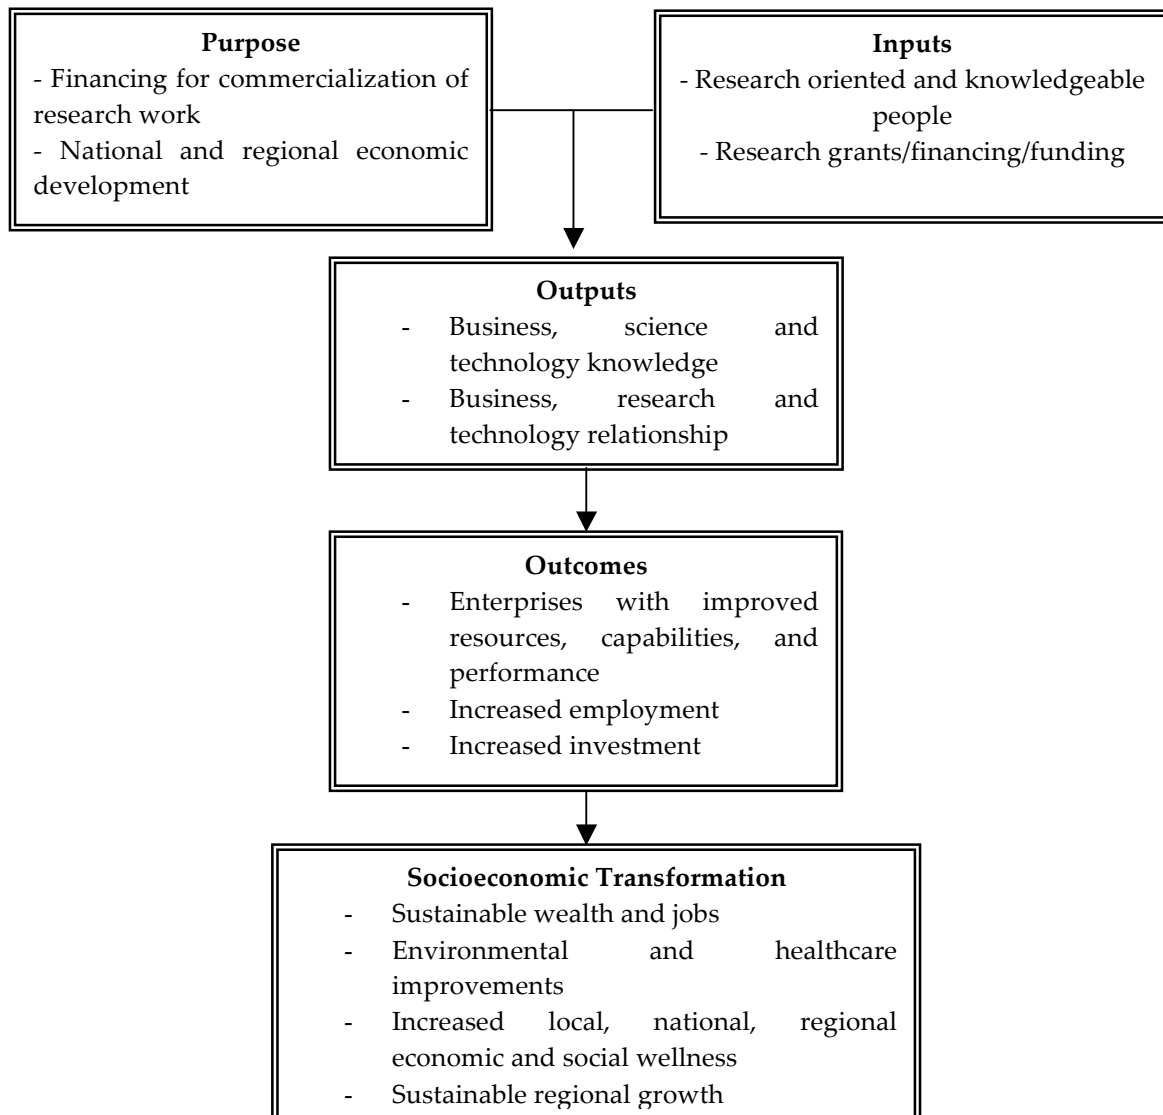 Purpose
- Financing for commercialization of
research work
- National and regional economic
development
Inputs
- Research oriented and knowledgeable
people
- Research grants/financing/funding
Outputs
- Business, science and
technology knowledge
- Business, research and
technology relationship
Outcomes
- Enterprises with improved
resources, capabilities, and
performance
- Increased employment
- Increased investment
Socioeconomic Transformation
- Sustainable wealth and jobs
- Environmental and healthcare
improvements
- Increased local, national, regional
economic and social wellness
- Sustainable regional growth